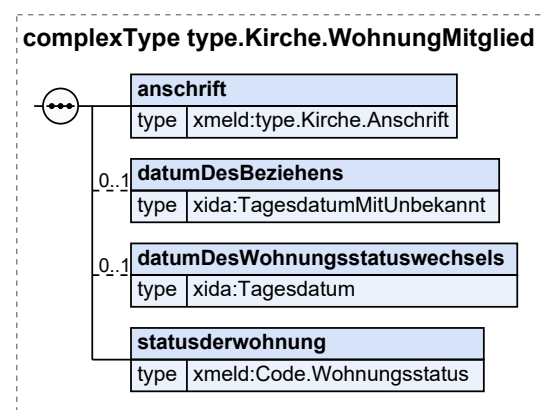 complexType type.Kirche.WohnungMitglied
anschrift
type xmeld:type.Kirche.Anschrift
0..1 datumDesBeziehens
type xida:TagesdatumMitUnbekannt
0..1 datumDesWohnungsstatuswechsels
type xida:Tagesdatum
statusderwohnung
type xmeld:Code.Wohnungsstatus